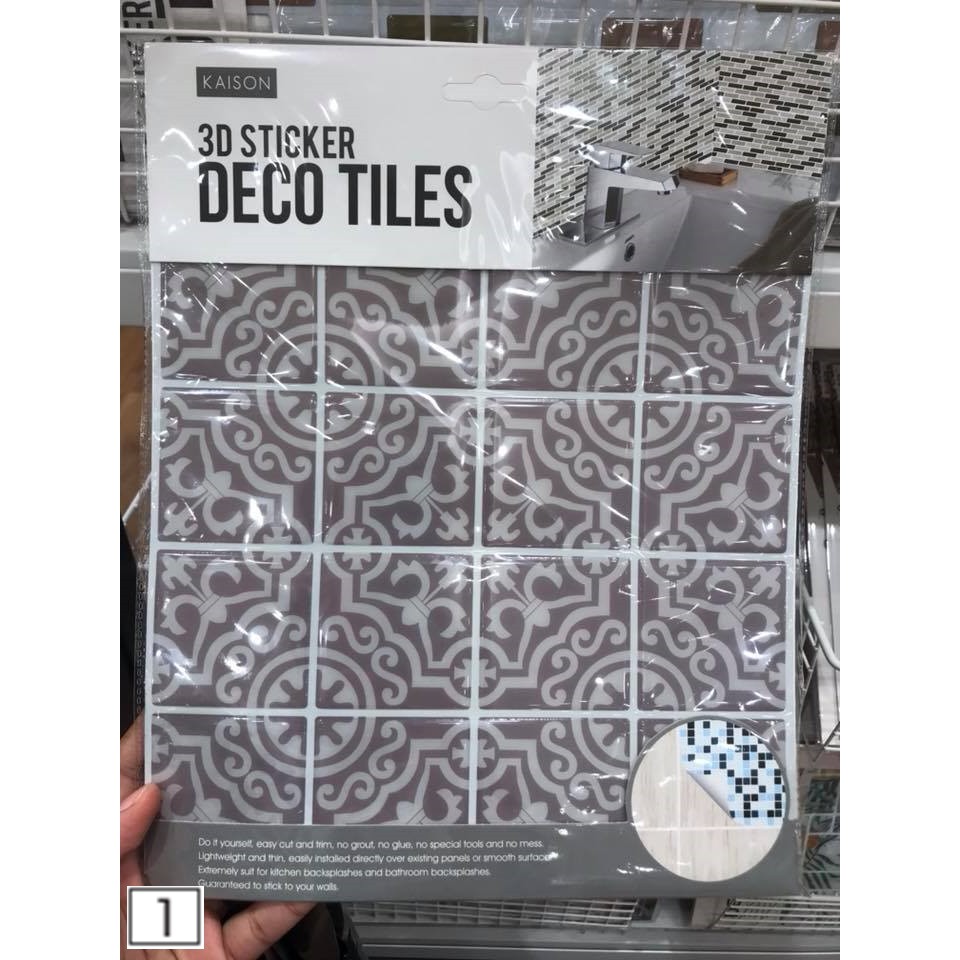 KAISON
3D STICKER
DECO TILES
Do it yourself, easy cut and trim, no grout, no glue, no special tools and no mess.
Lightweight and thin, easily installed directly over existing panels or smooth surface.
Extremely suit for kitchen backsplashes and bathroom backsplashes.
Guaranteed to stick to your walls.
1